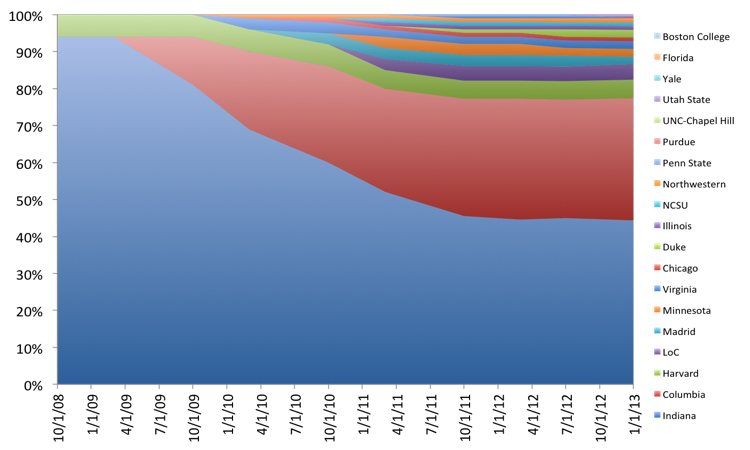 100%
90%
80%
70%
60%
50%
40%
30%
20%
10%
0%
10/1/08
1/1/09
4/1/09
7/1/09
10/1/09
1/1/10
4/1/10
7/1/10
10/1/10
1/1/11
4/1/11
7/1/11
10/1/11
1/1/12
4/1/12
7/1/12
10/1/12
1/1/13
Boston College
Florida
Yale
Utah State
UNC-Chapel Hill
Purdue
Penn State
Northwestern
NCSU
Illinois
Duke
Chicago
Virginia
Minnesota
Madrid
LoC
Harvard
Columbia
Indiana